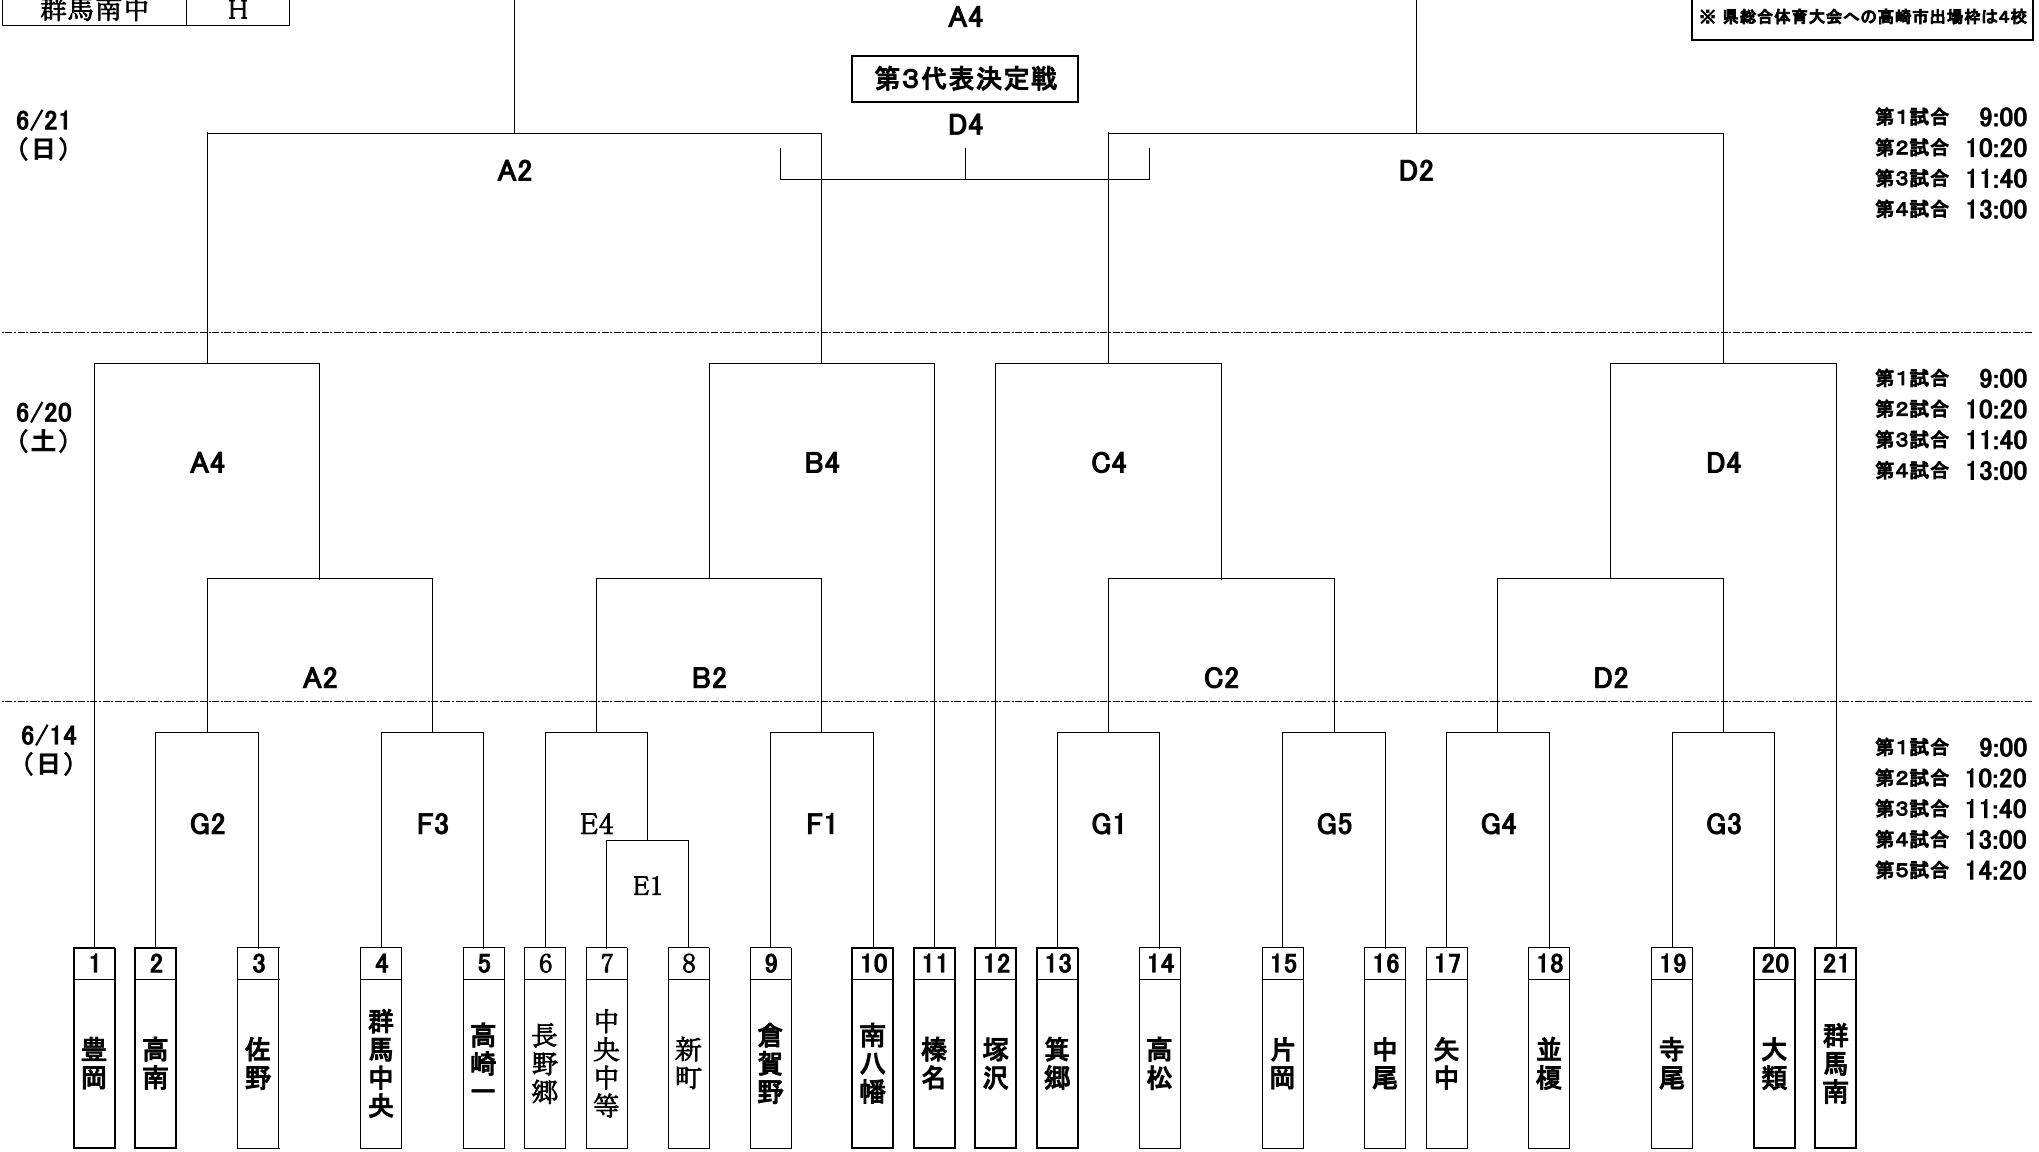 群馬南中 H
A4
※ 県総合体育大会への高崎市出場枠は4校
第3代表決定戦
6/21
（日）
D4
A2
D2
第1試合 9:00
第2試合 10:20
第3試合 11:40
第4試合 13:00
6/20
（土）
A4
B4
C4
D4
第1試合 9:00
第2試合 10:20
第3試合 11:40
第4試合 13:00
A2
B2
C2
D2
6/14
（日）
G2
F3
E4
F1
G1
G5
G4
G3
E1
第1試合 9:00
第2試合 10:20
第3試合 11:40
第4試合 13:00
第5試合 14:20
1
豊岡
2
高南
3
佐野
4
群馬中央
5
高崎一
6
長野郷
7
中央中等
8
新町
9
倉賀野
10
南八幡
11
榛名
12
塚沢
13
箕郷
14
高松
15
片岡
16
中尾
17
矢中
18
並榎
19
寺尾
20
大類
21
群馬南